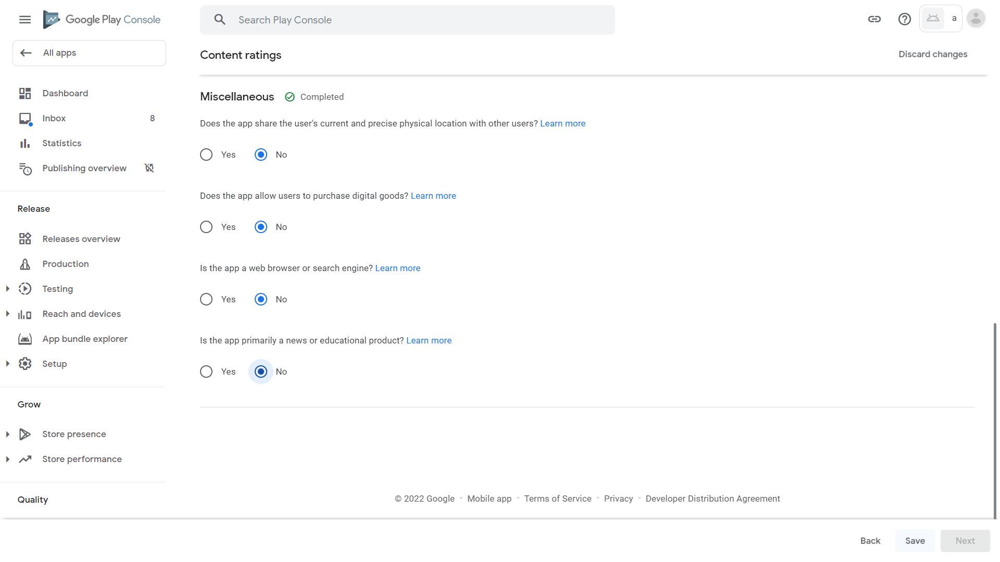 Google Play Console
Search Play Console
a
All apps
Content ratings
Discard changes
Dashboard
Inbox 8
Statistics
Publishing overview
Release
Releases overview
Production
Testing
Reach and devices
App bundle explorer
Setup
Grow
Store presence
Store performance
Quality
Miscellaneous Completed
Does the app share the user's current and precise physical location with other users? Learn more
Yes No
Does the app allow users to purchase digital goods? Learn more
Yes No
Is the app a web browser or search engine? Learn more
Yes No
Is the app primarily a news or educational product? Learn more
Yes No
© 2022 Google • Mobile app • Terms of Service • Privacy • Developer Distribution Agreement
Back Save Next